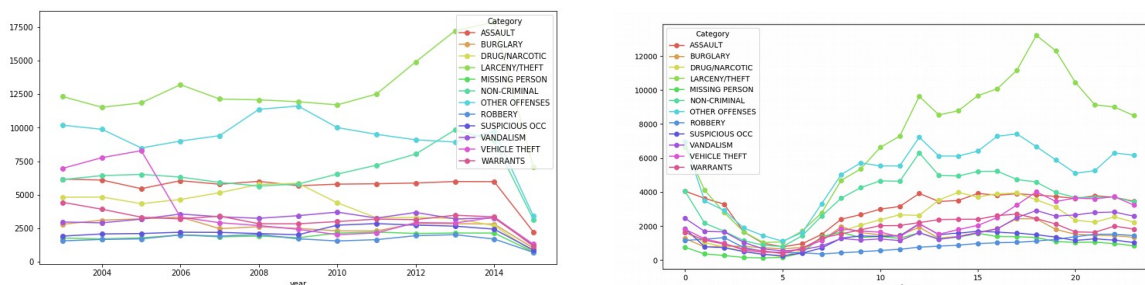 17500
15000
12500
10000
7500
5000
2500
0
2004
2006
2008
2010
2012
2014
year
Category
ASSAULT
BURGLARY
DRUG/NARCOTIC
LARCENY/THEFT
MISSING PERSON
NON-CRIMINAL
OTHER OFFENSES
ROBBERY
SUSPICIOUS OCC
VANDALISM
VEHICLE THEFT
WARRANTS
12000
10000
8000
6000
4000
2000
0
0
5
10
15
20
Category
ASSAULT
BURGLARY
DRUG/NARCOTIC
LARCENY/THEFT
MISSING PERSON
NON-CRIMINAL
OTHER OFFENSES
ROBBERY
SUSPICIOUS OCC
VANDALISM
VEHICLE THEFT
WARRANTS